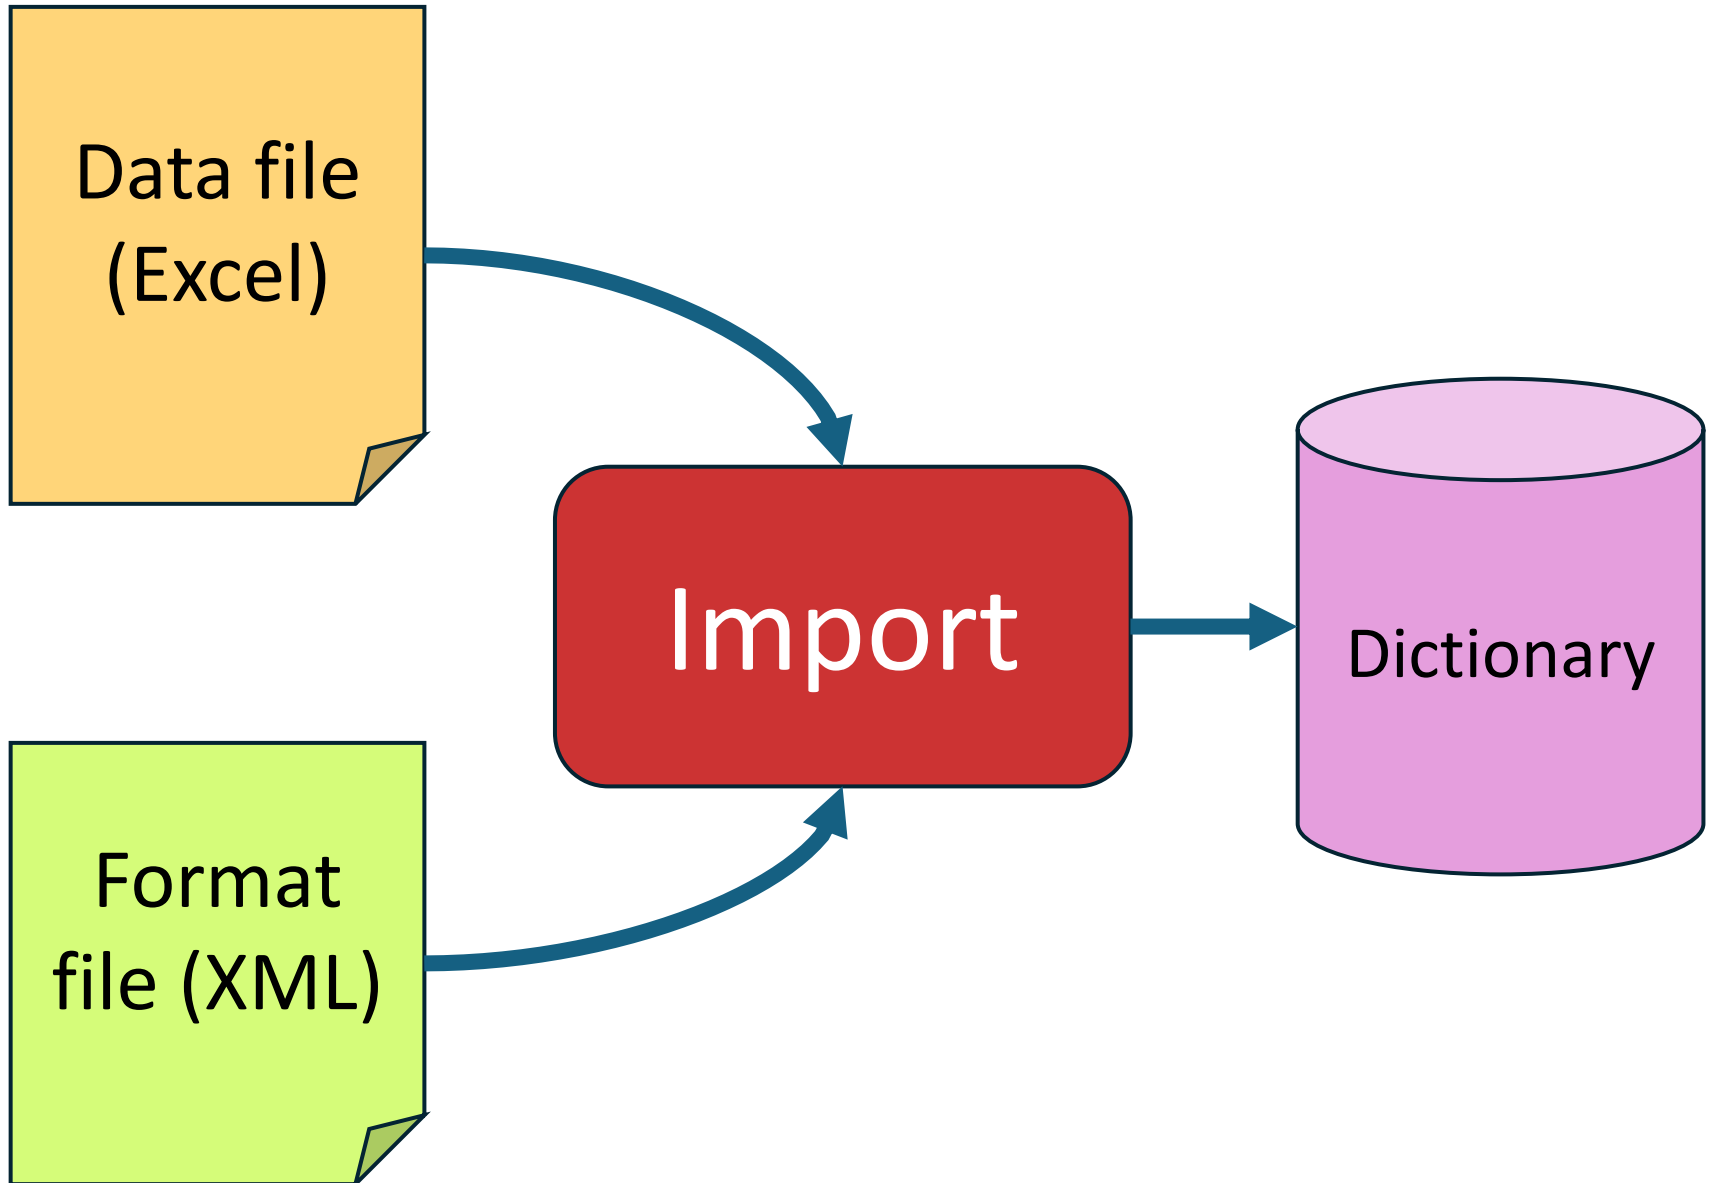 Data file
(Excel)
Import
Dictionary
Format
file (XML)